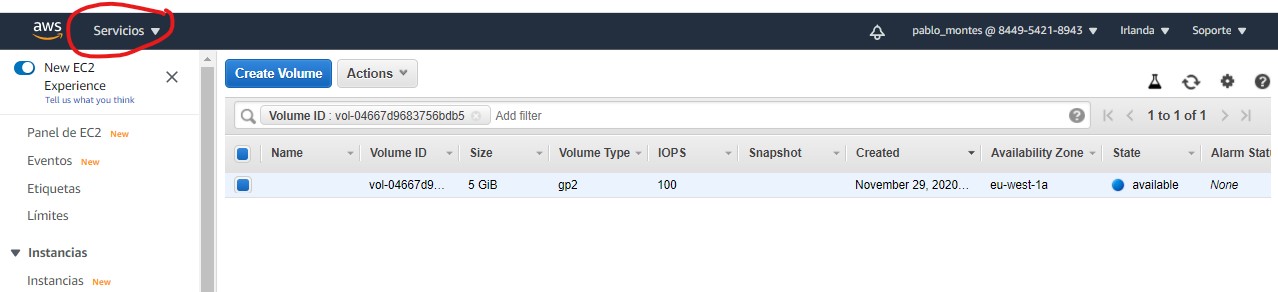 aws Servicios pablo_montes @ 8449-5421-8943 Irlanda Soporte
New EC2
Experience
Tell us what you think
Create Volume Actions
Volume ID : vol-04667d9683756bdb5 Add filter 1 to 1 of 1
Panel de EC2 New
Eventos New
Etiquetas
Límites
Instancias
Instancias New
Name Volume ID Size Volume Type IOPS Snapshot Created Availability Zone State Alarm Statu
vol-04667d9... 5 GiB gp2 100 November 29, 2020... eu-west-1a available None